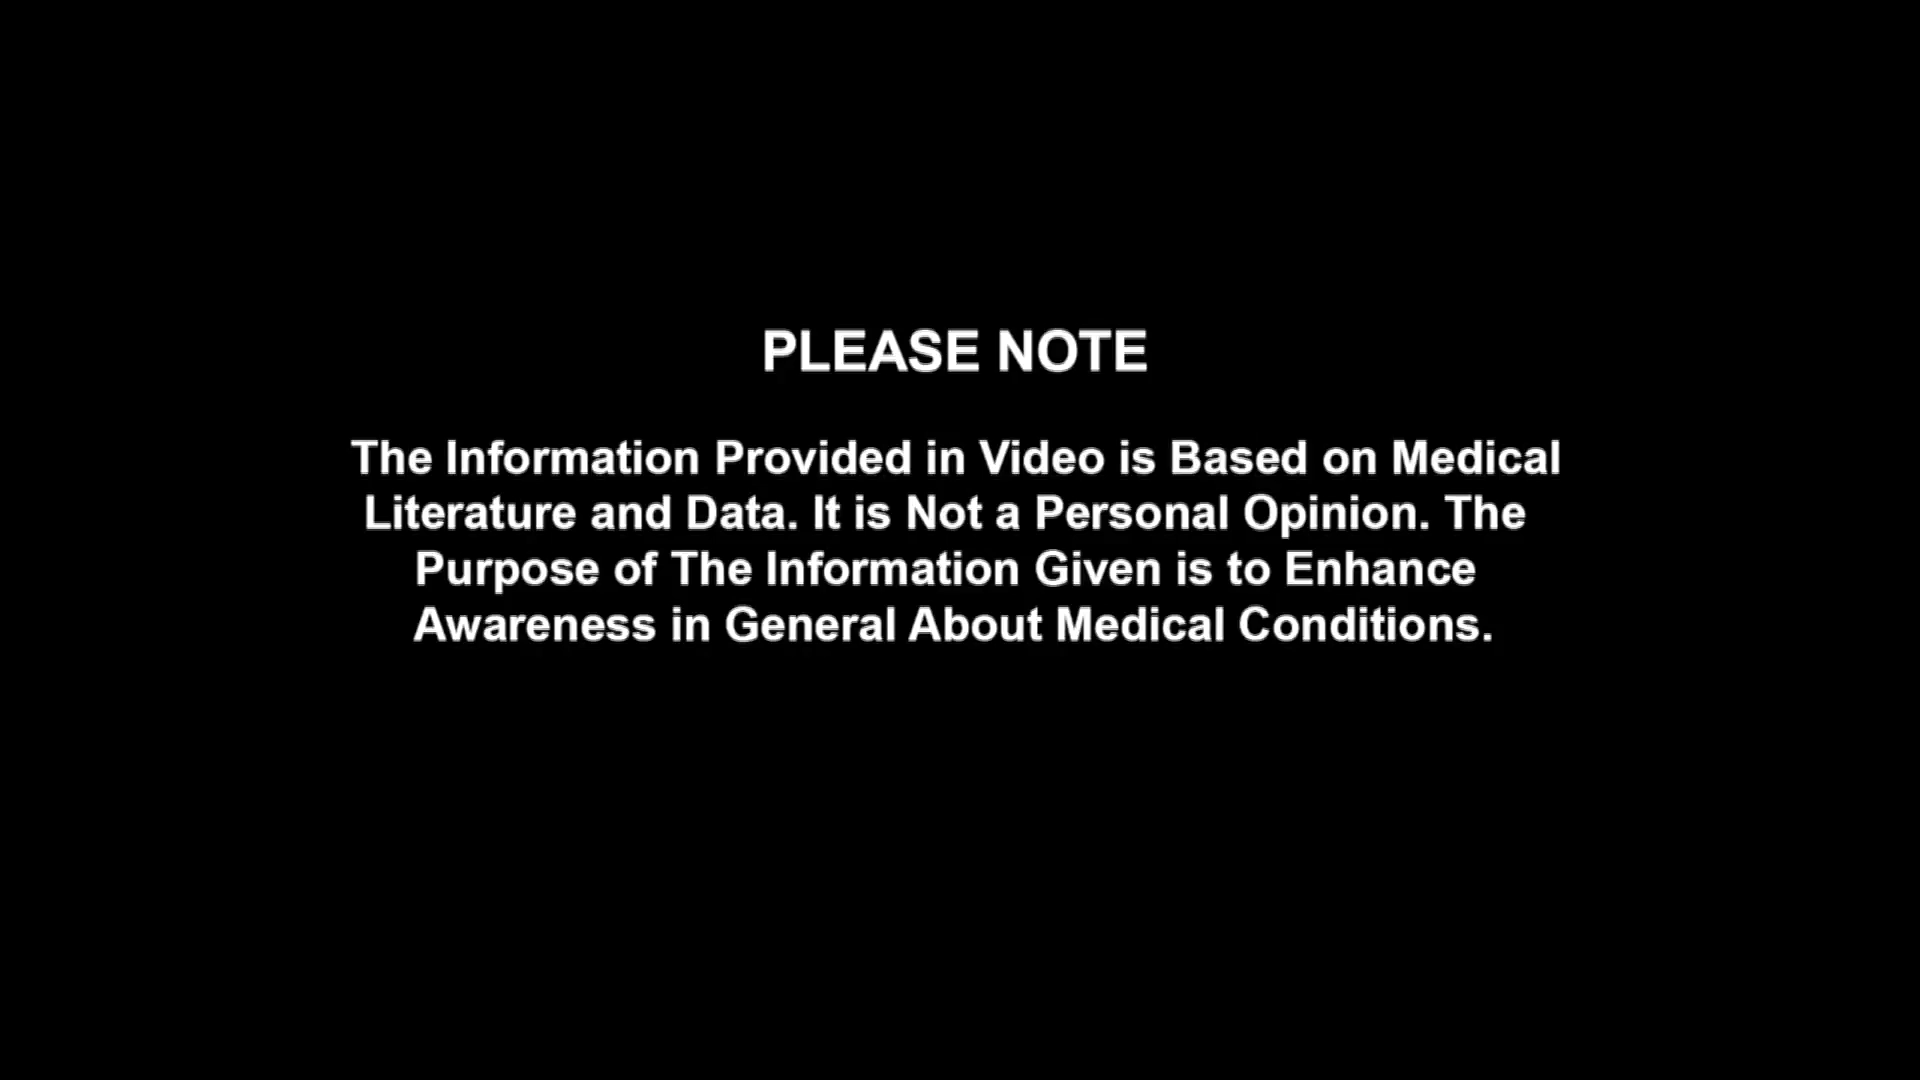 PLEASE NOTE
The Information Provided in Video is Based on Medical
Literature and Data. It is Not a Personal Opinion. The
Purpose of The Information Given is to Enhance
Awareness in General About Medical Conditions.